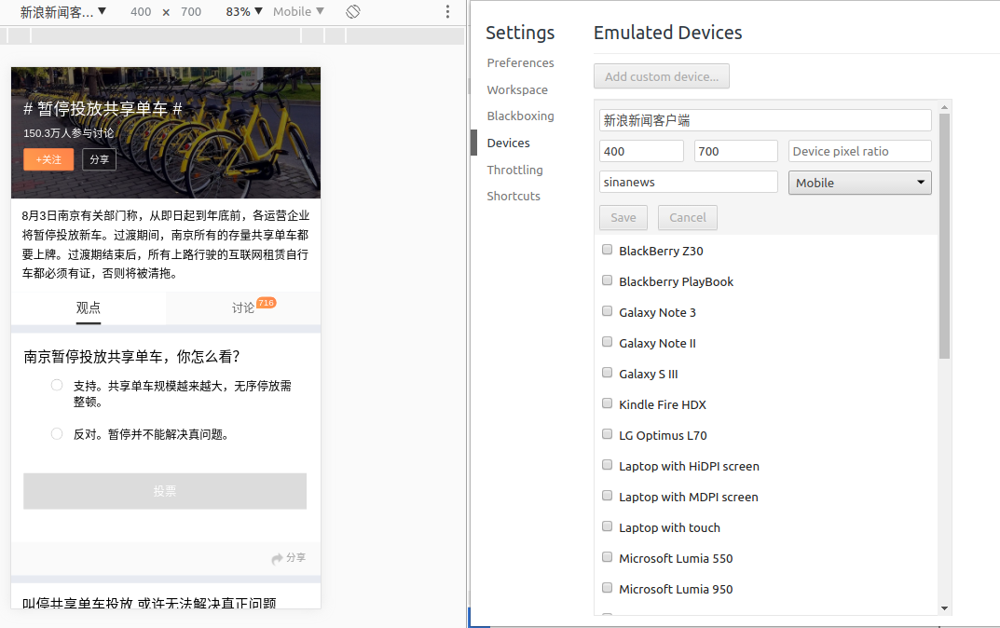 新浪新闻客... 400 × 700 83% Mobile
# 暂停投放共享单车 #
150.3万人参与讨论
+关注 分享
8月3日南京有关部门称，从即日起到年底前，各运营企业
将暂停投放新车。过渡期间，南京所有的存量共享单车都
要上牌。过渡期结束后，所有上路行驶的互联网租赁自行
车都必须有证，否则将被清拖。
观点 讨论 716
南京暂停投放共享单车，你怎么看？
支持。共享单车规模越来越大，无序停放需
整顿。
反对。暂停并不能解决真问题。
投票
分享
叫停共享单车投放 或许无法解决真正问题
Settings
Preferences
Workspace
Blackboxing
Devices
Throttling
Shortcuts
Emulated Devices
Add custom device...
新浪新闻客户端
400 700 Device pixel ratio
sinanews Mobile
Save Cancel
BlackBerry Z30
Blackberry PlayBook
Galaxy Note 3
Galaxy Note II
Galaxy S III
Kindle Fire HDX
LG Optimus L70
Laptop with HiDPI screen
Laptop with MDPI screen
Laptop with touch
Microsoft Lumia 550
Microsoft Lumia 950